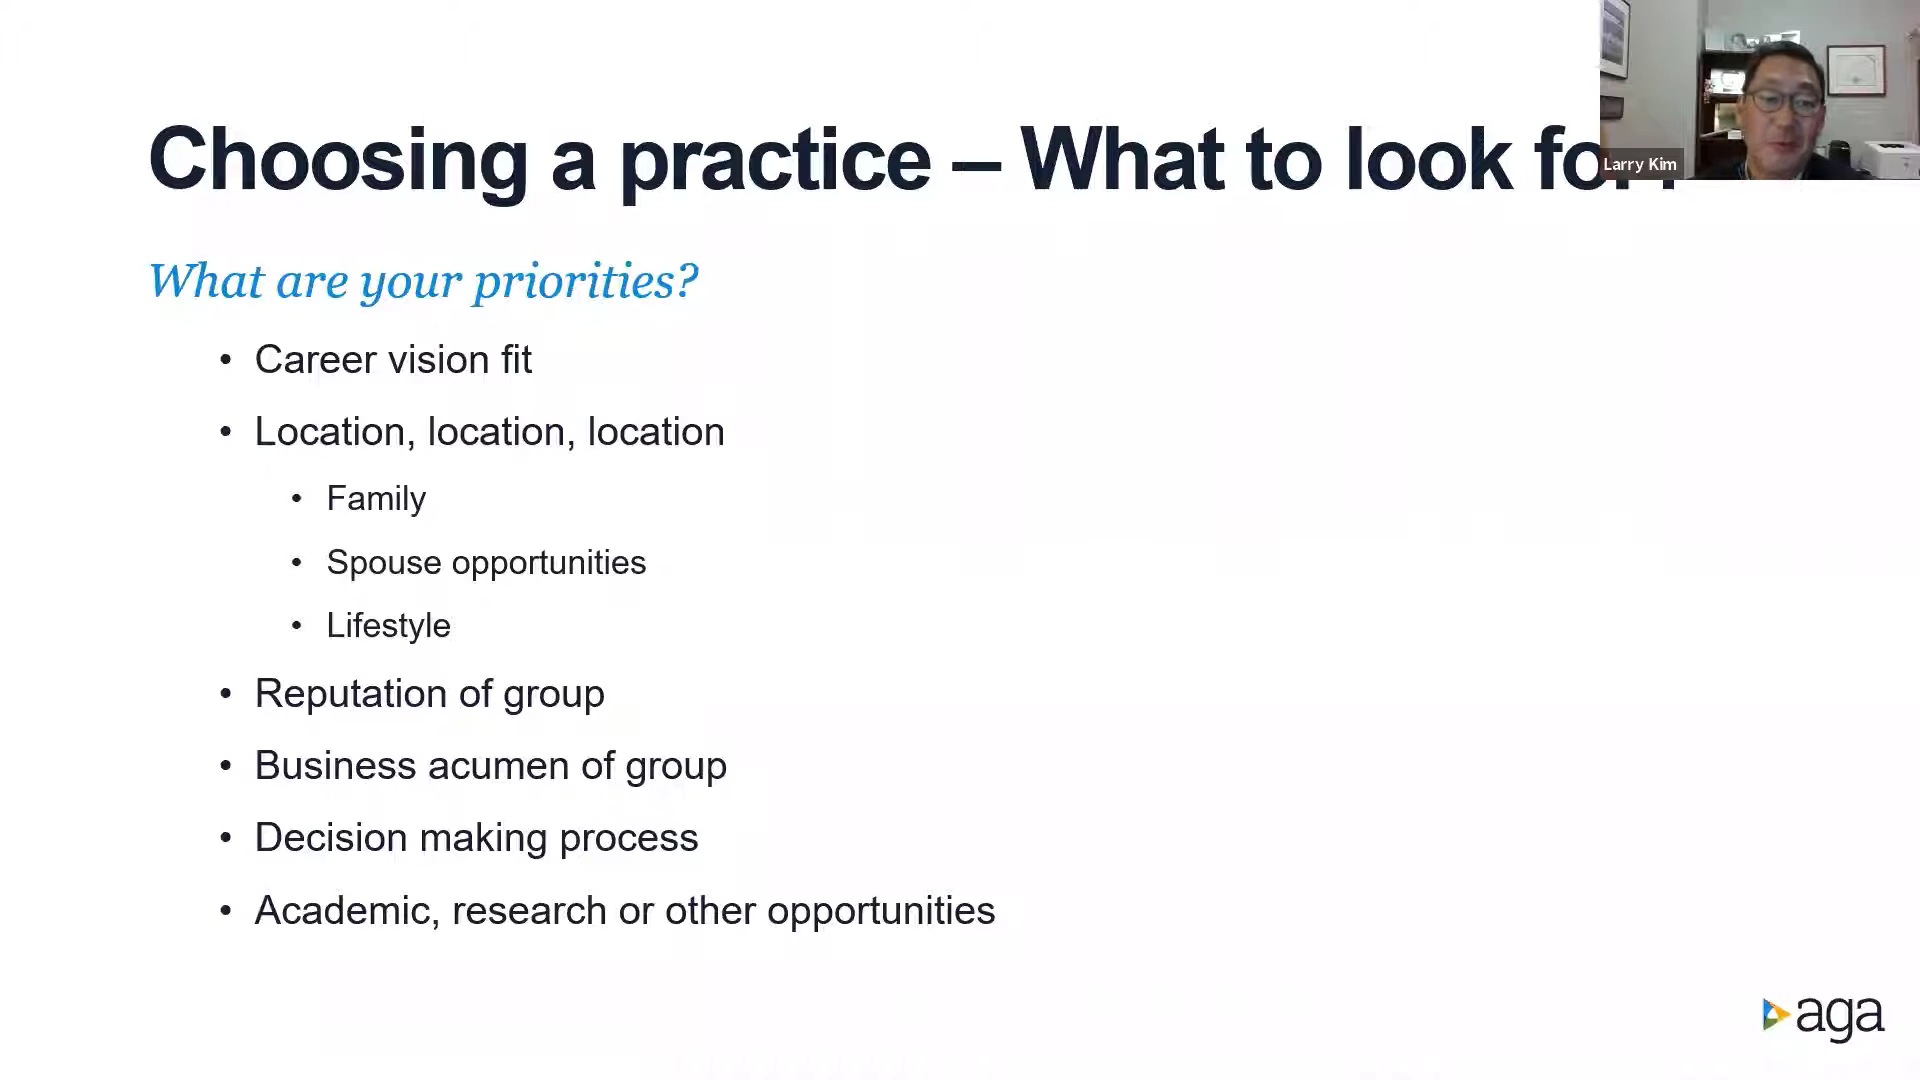 Choosing a practice – What to look for?
Larry Kim
What are your priorities?
• Career vision fit
• Location, location, location
• Family
• Spouse opportunities
• Lifestyle
• Reputation of group
• Business acumen of group
• Decision making process
• Academic, research or other opportunities
aga